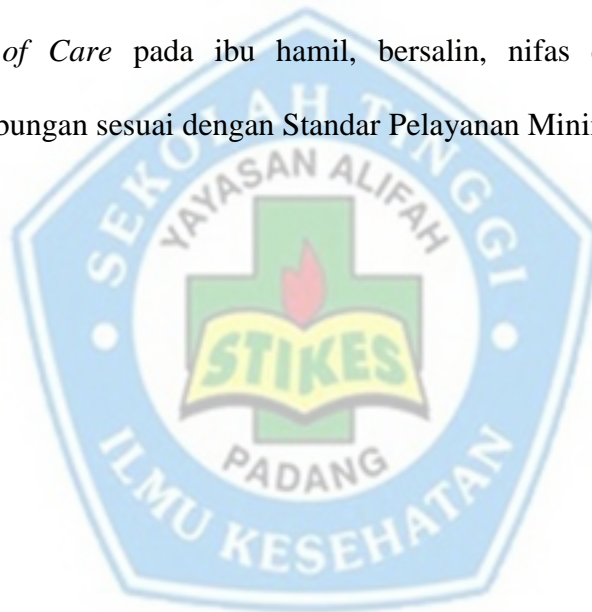 of Care pada ibu hamil, bersalin, nifas
bungan sesuai dengan Standar Pelayanan
SEKOLAH TINGGI
YAYASAN ALIFAH
STIKES
PADANG
ILMU KESEHATAN